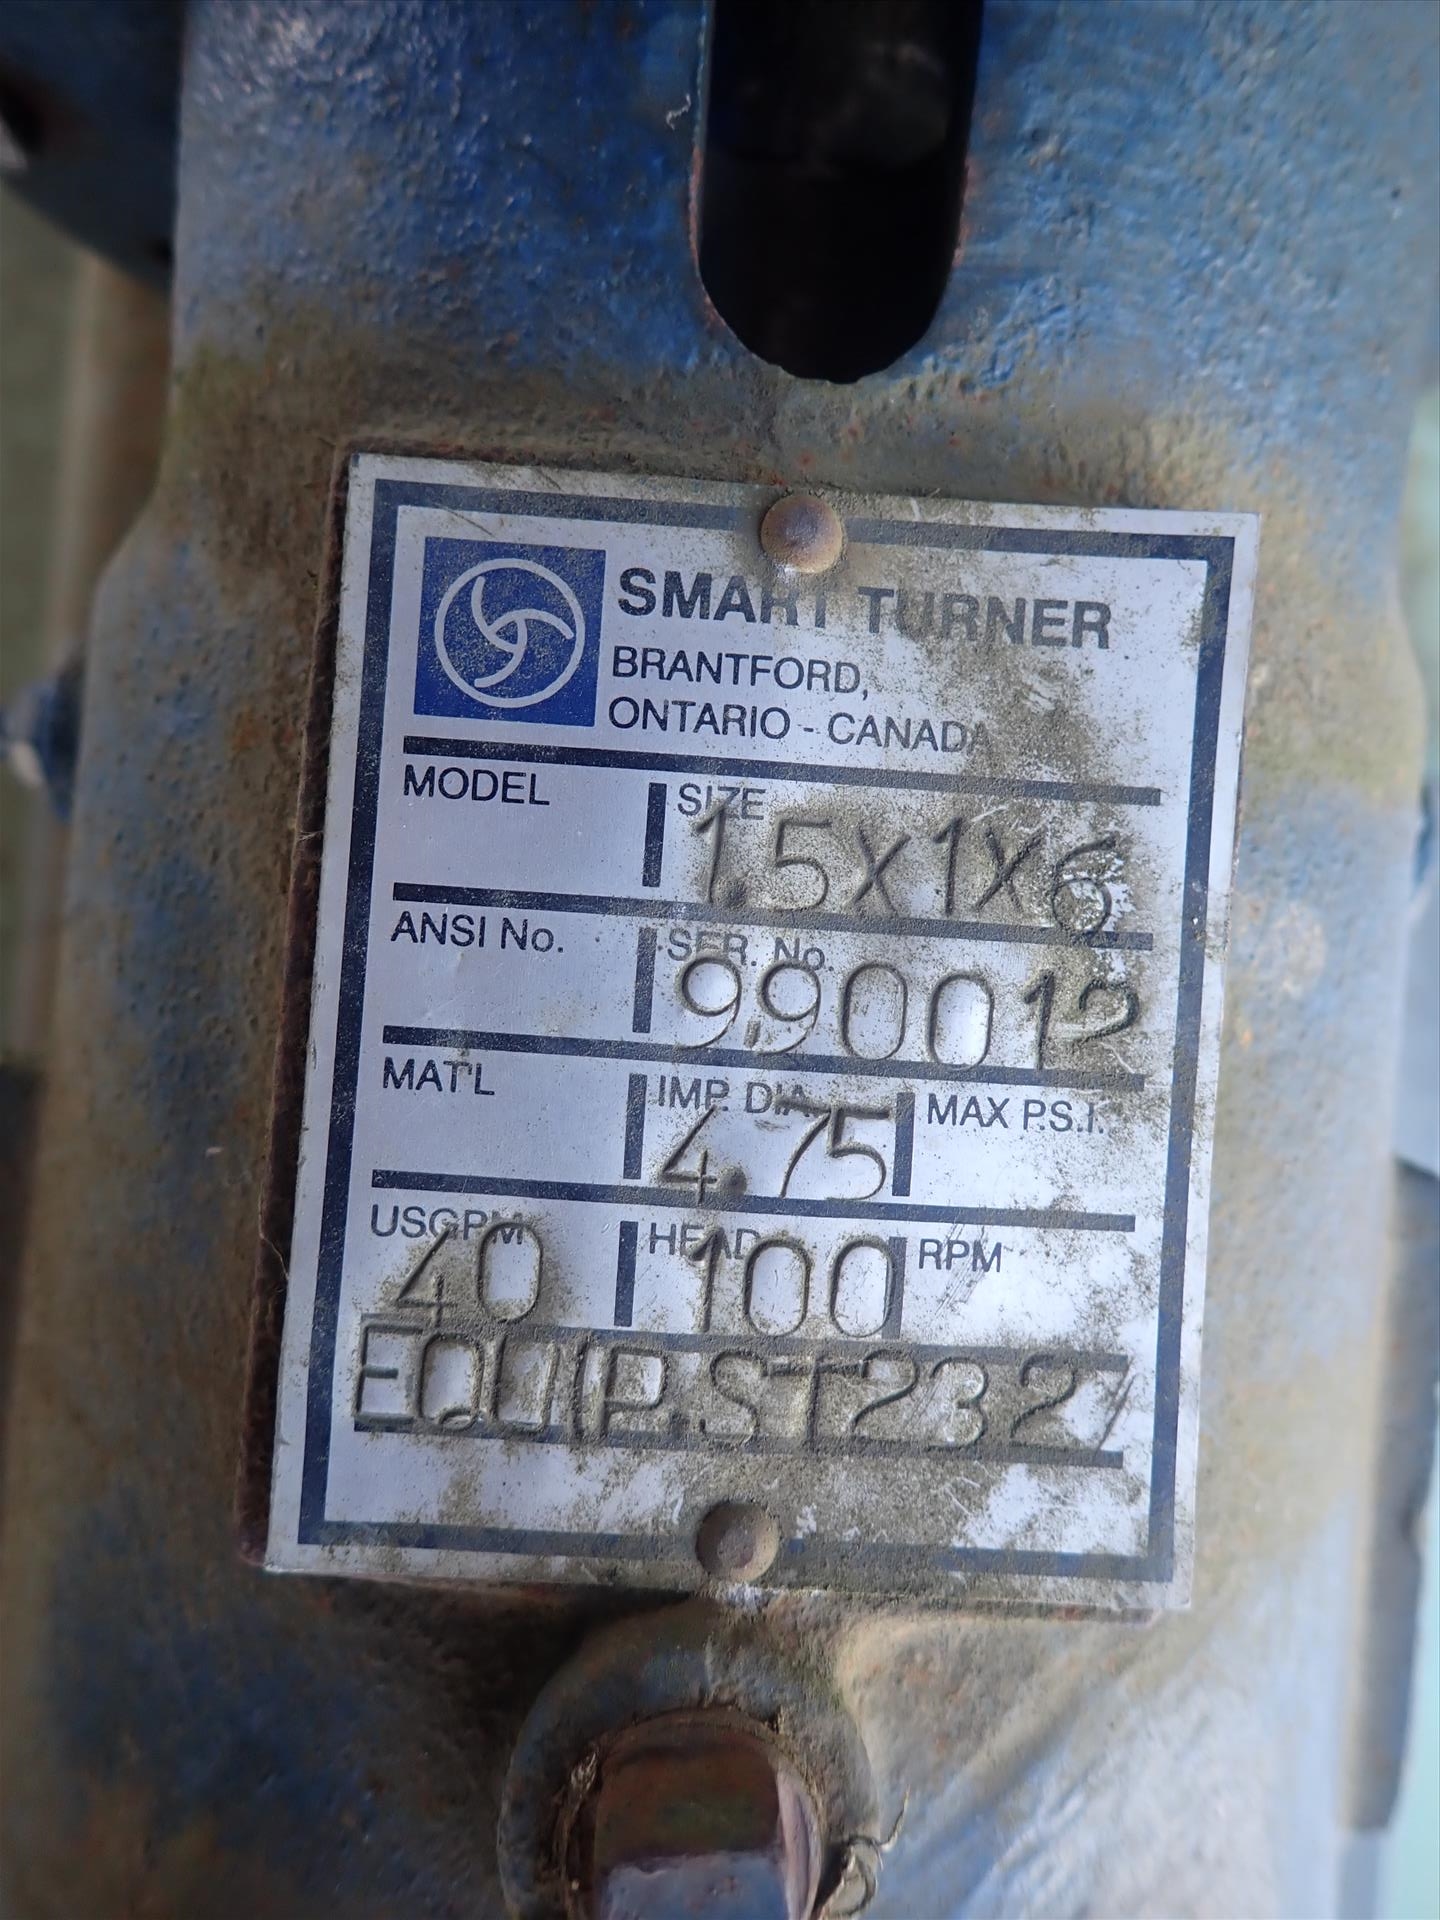 SMART TURNER
BRANTFORD,
ONTARIO - CANADA
MODEL SIZE 1.5X1X6
ANSI No. SER. No. 990012
MAT'L IMP. DIA. 4.75 MAX P.S.I.
USGPM 40 HEAD 100 RPM
EQUIP. ST232